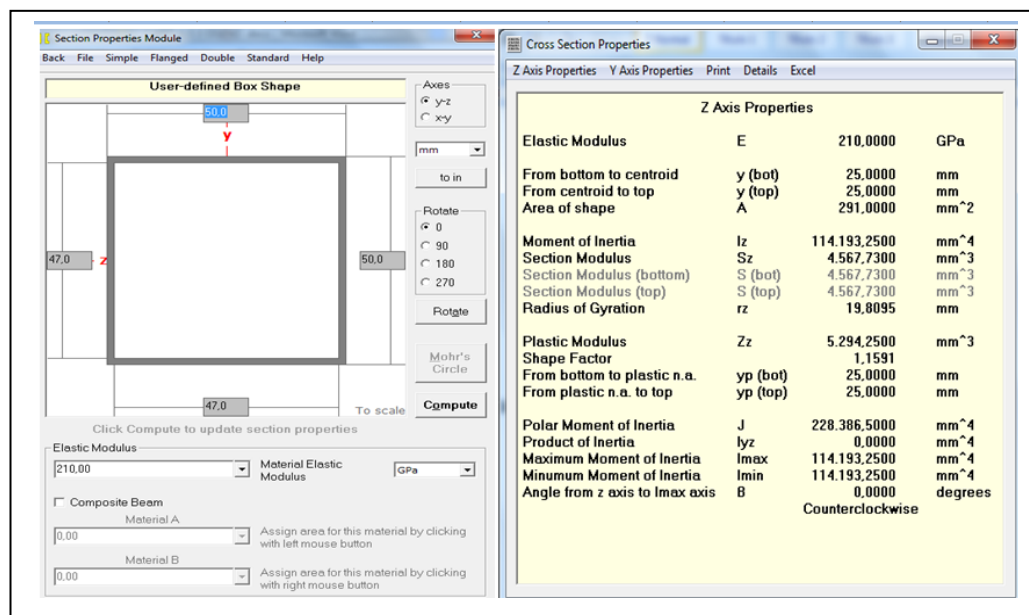 Section Properties Module
Back File Simple Flanged Double Standard Help
User-defined Box Shape
50,0
y
47,0
z
50,0
47,0
To scale
Click Compute to update section properties
Axes
y-z
x-y
mm
to in
Rotate
0
90
180
270
Rotate
Mohr's
Circle
Compute
Elastic Modulus
210,00
Material Elastic
Modulus
GPa
Composite Beam
Material A
0,00
Assign area for this material by clicking
with left mouse button
Material B
0,00
Assign area for this material by clicking
with right mouse button
Cross Section Properties
Z Axis Properties Y Axis Properties Print Details Excel
Z Axis Properties
Elastic Modulus E 210,0000 GPa
From bottom to centroid y (bot) 25,0000 mm
From centroid to top y (top) 25,0000 mm
Area of shape A 291,0000 mm^2
Moment of Inertia Iz 114.193,2500 mm^4
Section Modulus Sz 4.567,7300 mm^3
Section Modulus (bottom) S (bot) 4.567,7300 mm^3
Section Modulus (top) S (top) 4.567,7300 mm^3
Radius of Gyration rz 19,8095 mm
Plastic Modulus Zz 5.294,2500 mm^3
Shape Factor 1,1591
From bottom to plastic n.a. yp (bot) 25,0000 mm
From plastic n.a. to top yp (top) 25,0000 mm
Polar Moment of Inertia J 228.386,5000 mm^4
Product of Inertia Iyz 0,0000 mm^4
Maximum Moment of Inertia Imax 114.193,2500 mm^4
Minumum Moment of Inertia Imin 114.193,2500 mm^4
Angle from z axis to Imax axis B 0,0000 degrees
Counterclockwise